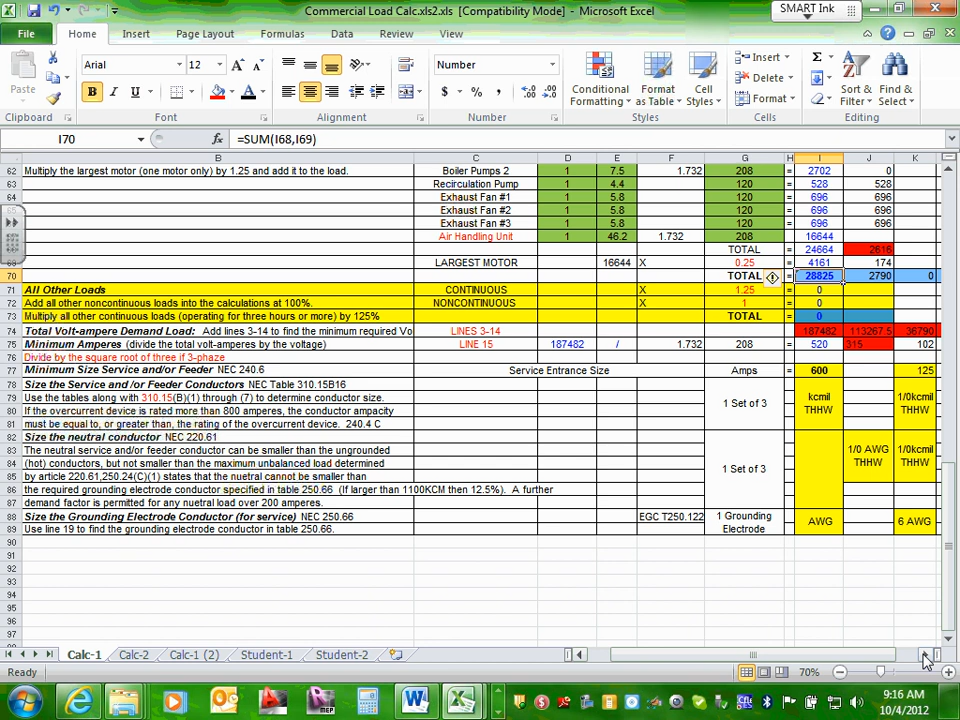 Commercial Load Calc.xls2.xls [Compatibility Mode] - Microsoft Excel
SMART Ink
File Home Insert Page Layout Formulas Data Review View
Paste
Arial 12
B I U
Number
$ % ,
Conditional Formatting
Format as Table
Cell Styles
Insert
Delete
Format
Sort & Filter
Find & Select
Clipboard Font Alignment Number Styles Cells Editing
I70 fx =SUM(I68,I69)
B C D E F G H I J K
62 Multiply the largest motor (one motor only) by 1.25 and add it to the load. Boiler Pumps 2 1 7.5 1.732 208 = 2702 0
63 Recirculation Pump 1 4.4 120 = 528 528
64 Exhaust Fan #1 1 5.8 120 = 696 696
65 Exhaust Fan #2 1 5.8 120 = 696 696
Exhaust Fan #3 1 5.8 120 = 696 696
Air Handling Unit 1 46.2 1.732 208 = 16644
TOTAL = 24664 2616
LARGEST MOTOR 16644 X 0.25 = 4161 174
70 TOTAL = 28825 2790 0
71 All Other Loads CONTINUOUS X 1.25 = 0
72 Add all other noncontinuous loads into the calculations at 100%. NONCONTINUOUS X 1 = 0
73 Multiply all other continuous loads (operating for three hours or more) by 125% TOTAL = 0
74 Total Volt-ampere Demand Load: Add lines 3-14 to find the minimum required Vo LINES 3-14 187482 113267.5 36790
75 Minimum Amperes (divide the total volt-amperes by the voltage) LINE 15 187482 / 1.732 208 = 520 315 102
76 Divide by the square root of three if 3-phaze
77 Minimum Size Service and/or Feeder NEC 240.6 Service Entrance Size Amps = 600 125
78 Size the Service and /or Feeder Conductors NEC Table 310.15B16
79 Use the tables along with 310.15(B)(1) through (7) to determine conductor size. 1 Set of 3 kcmil THHW 1/0kcmil THHW
80 If the overcurrent device is rated more than 800 amperes, the conductor ampacity
81 must be equal to, or greater than, the rating of the overcurrent device. 240.4 C
82 Size the neutral conductor NEC 220.61
83 The neutral service and/or feeder conductor can be smaller than the ungrounded 1/0 AWG THHW 1/0kcmil THHW
84 (hot) conductors, but not smaller than the maximum unbalanced load determined 1 Set of 3
85 by article 220.61,250.24(C)(1) states that the nuetral cannot be smaller than
86 the required grounding electrode conductor specified in table 250.66 (If larger than 1100KCM then 12.5%). A further
87 demand factor is permitted for any nuetral load over 200 amperes.
88 Size the Grounding Electrode Conductor (for service) NEC 250.66 EGC T250.122 1 Grounding Electrode AWG 6 AWG
89 Use line 19 to find the grounding electrode conductor in table 250.66.
90
91
92
93
94
95
96
97
Calc-1 Calc-2 Calc-1 (2) Student-1 Student-2
Ready 70%
9:16 AM
10/4/2012